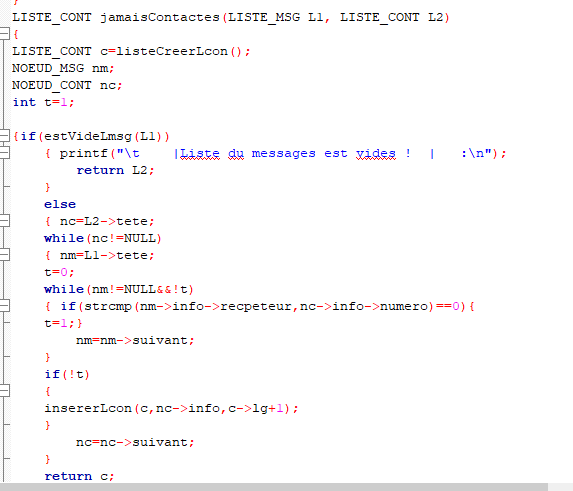 }
LISTE_CONT jamaisContactes(LISTE_MSG L1, LISTE_CONT L2)
{
LISTE_CONT c=listeCreerLcon();
NOEUD_MSG nm;
NOEUD_CONT nc;
int t=1;
{if(estVideLmsg(L1))
{ printf("\t    |Liste du messages est vides !  |   :\n");
return L2;
}
else
{ nc=L2->tete;
while(nc!=NULL)
{ nm=L1->tete;
t=0;
while(nm!=NULL&&!t)
{ if(strcmp(nm->info->recpeteur,nc->info->numero)==0){
t=1;}
nm=nm->suivant;
}
if(!t)
{
insererLcon(c,nc->info,c->lg+1);
}
nc=nc->suivant;
}
return c;